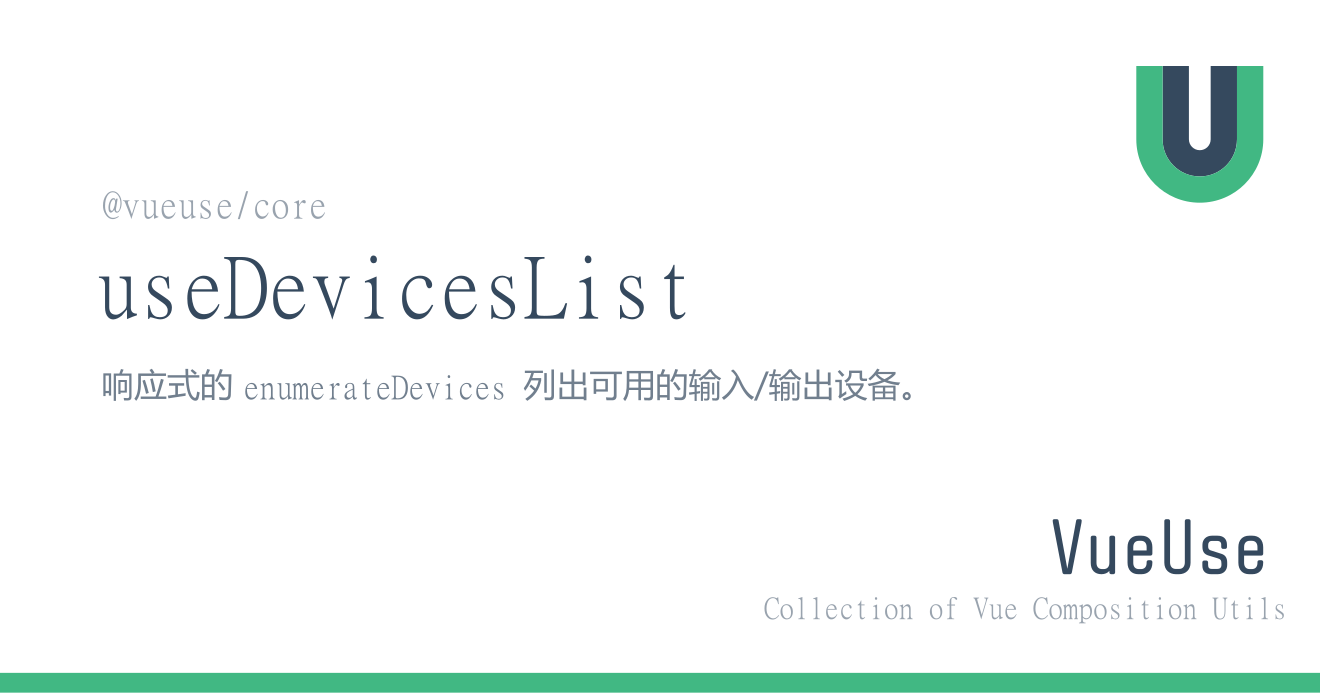 @vueuse/core
useDevicesList
响应式的 enumerateDevices 列出可用的输入/输出设备。
VueUse
Collection of Vue Composition Utils